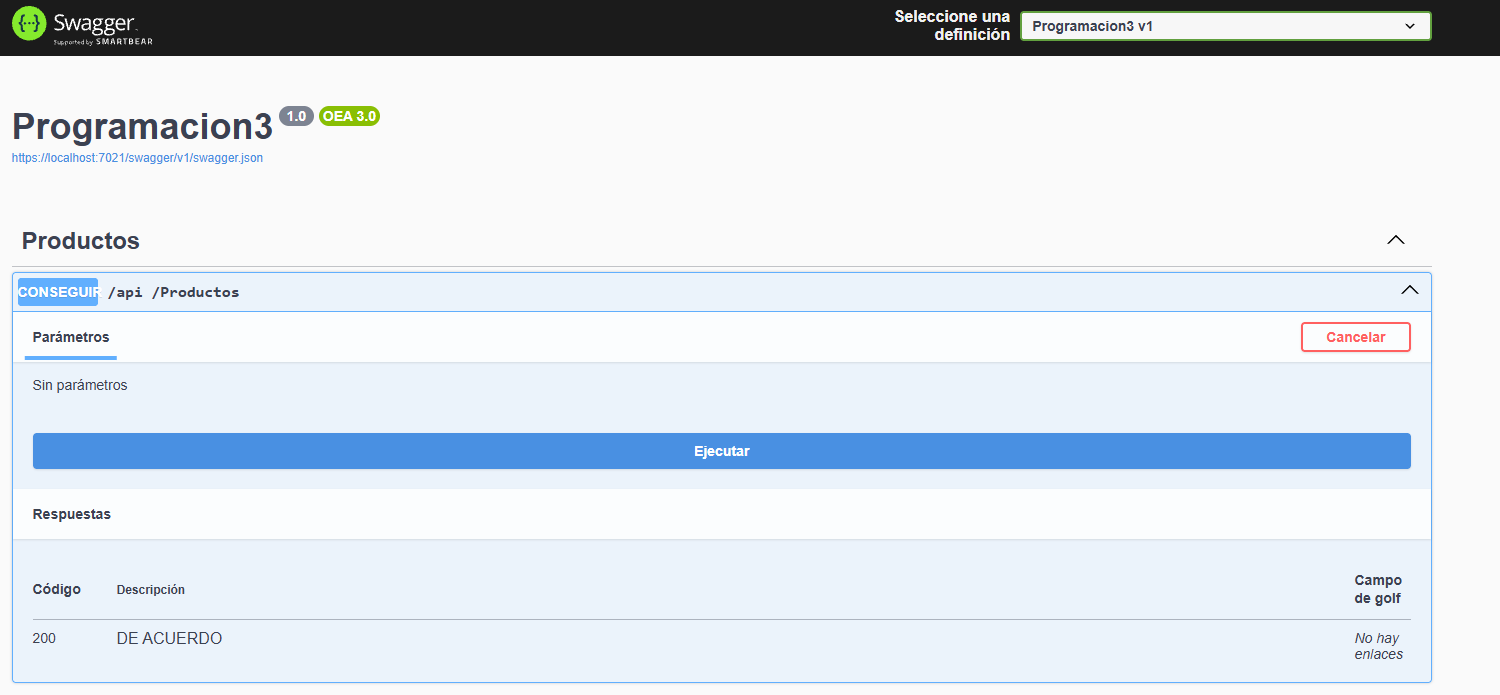 Swagger
Supported by SMARTBEAR
Seleccione una
definición
Programacion3 v1
Programacion3
1.0
OEA 3.0
https://localhost:7021/swagger/v1/swagger.json
Productos
CONSEGUIR
/api /Productos
Parámetros
Cancelar
Sin parámetros
Ejecutar
Respuestas
Código
Descripción
Campo
de golf
200
DE ACUERDO
No hay
enlaces